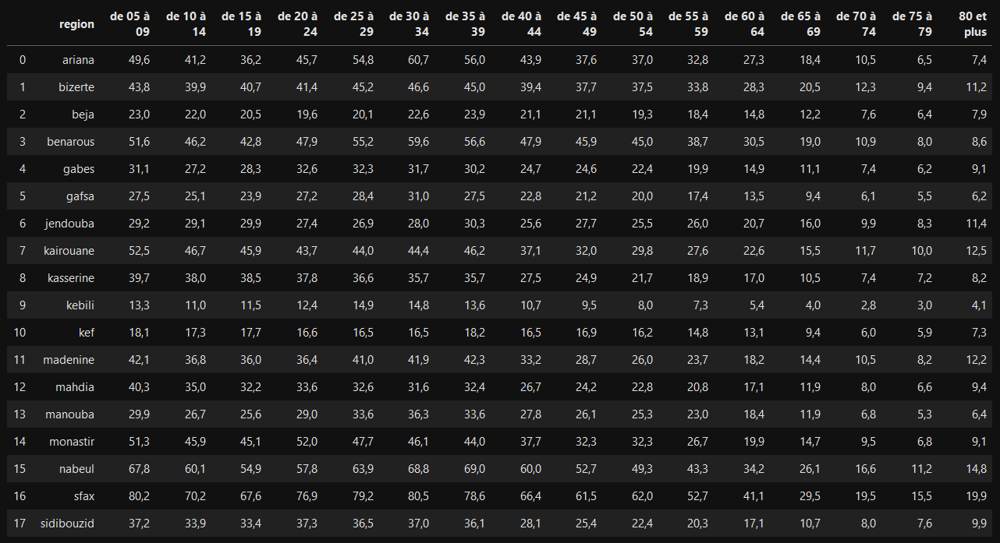 region de 05 à 09 de 10 à 14 de 15 à 19 de 20 à 24 de 25 à 29 de 30 à 34 de 35 à 39 de 40 à 44 de 45 à 49 de 50 à 54 de 55 à 59 de 60 à 64 de 65 à 69 de 70 à 74 de 75 à 79 80 et plus
0 ariana 49,6 41,2 36,2 45,7 54,8 60,7 56,0 43,9 37,6 37,0 32,8 27,3 18,4 10,5 6,5 7,4
1 bizerte 43,8 39,9 40,7 41,4 45,2 46,6 45,0 39,4 37,7 37,5 33,8 28,3 20,5 12,3 9,4 11,2
2 beja 23,0 22,0 20,5 19,6 20,1 22,6 23,9 21,1 21,1 19,3 18,4 14,8 12,2 7,6 6,4 7,9
3 benarous 51,6 46,2 42,8 47,9 55,2 59,6 56,6 47,9 45,9 45,0 38,7 30,5 19,0 10,9 8,0 8,6
4 gabes 31,1 27,2 28,3 32,6 32,3 31,7 30,2 24,7 24,6 22,4 19,9 14,9 11,1 7,4 6,2 9,1
5 gafsa 27,5 25,1 23,9 27,2 28,4 31,0 27,5 22,8 21,2 20,0 17,4 13,5 9,4 6,1 5,5 6,2
6 jendouba 29,2 29,1 29,9 27,4 26,9 28,0 30,3 25,6 27,7 25,5 26,0 20,7 16,0 9,9 8,3 11,4
7 kairouane 52,5 46,7 45,9 43,7 44,0 44,4 46,2 37,1 32,0 29,8 27,6 22,6 15,5 11,7 10,0 12,5
8 kasserine 39,7 38,0 38,5 37,8 36,6 35,7 35,7 27,5 24,9 21,7 18,9 17,0 10,5 7,4 7,2 8,2
9 kebili 13,3 11,0 11,5 12,4 14,9 14,8 13,6 10,7 9,5 8,0 7,3 5,4 4,0 2,8 3,0 4,1
10 kef 18,1 17,3 17,7 16,6 16,5 16,5 18,2 16,5 16,9 16,2 14,8 13,1 9,4 6,0 5,9 7,3
11 madenine 42,1 36,8 36,0 36,4 41,0 41,9 42,3 33,2 28,7 26,0 23,7 18,2 14,4 10,5 8,2 12,2
12 mahdia 40,3 35,0 32,2 33,6 32,6 31,6 32,4 26,7 24,2 22,8 20,8 17,1 11,9 8,0 6,6 9,4
13 manouba 29,9 26,7 25,6 29,0 33,6 36,3 33,6 27,8 26,1 25,3 23,0 18,4 11,9 6,8 5,3 6,4
14 monastir 51,3 45,9 45,1 52,0 47,7 46,1 44,0 37,7 32,3 32,3 26,7 19,9 14,7 9,5 6,8 9,1
15 nabeul 67,8 60,1 54,9 57,8 63,9 68,8 69,0 60,0 52,7 49,3 43,3 34,2 26,1 16,6 11,2 14,8
16 sfax 80,2 70,2 67,6 76,9 79,2 80,5 78,6 66,4 61,5 62,0 52,7 41,1 29,5 19,5 15,5 19,9
17 sidibouzid 37,2 33,9 33,4 37,3 36,5 37,0 36,1 28,1 25,4 22,4 20,3 17,1 10,7 8,0 7,6 9,9